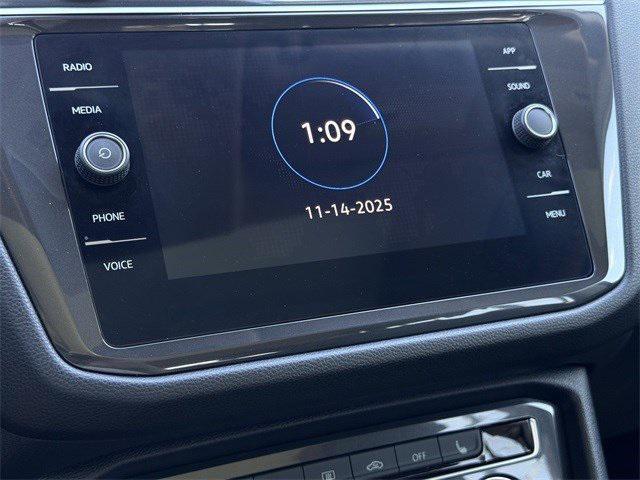 RADIO
MEDIA
PHONE
VOICE
1:09
11-14-2025
APP
SOUND
CAR
MENU
OFF